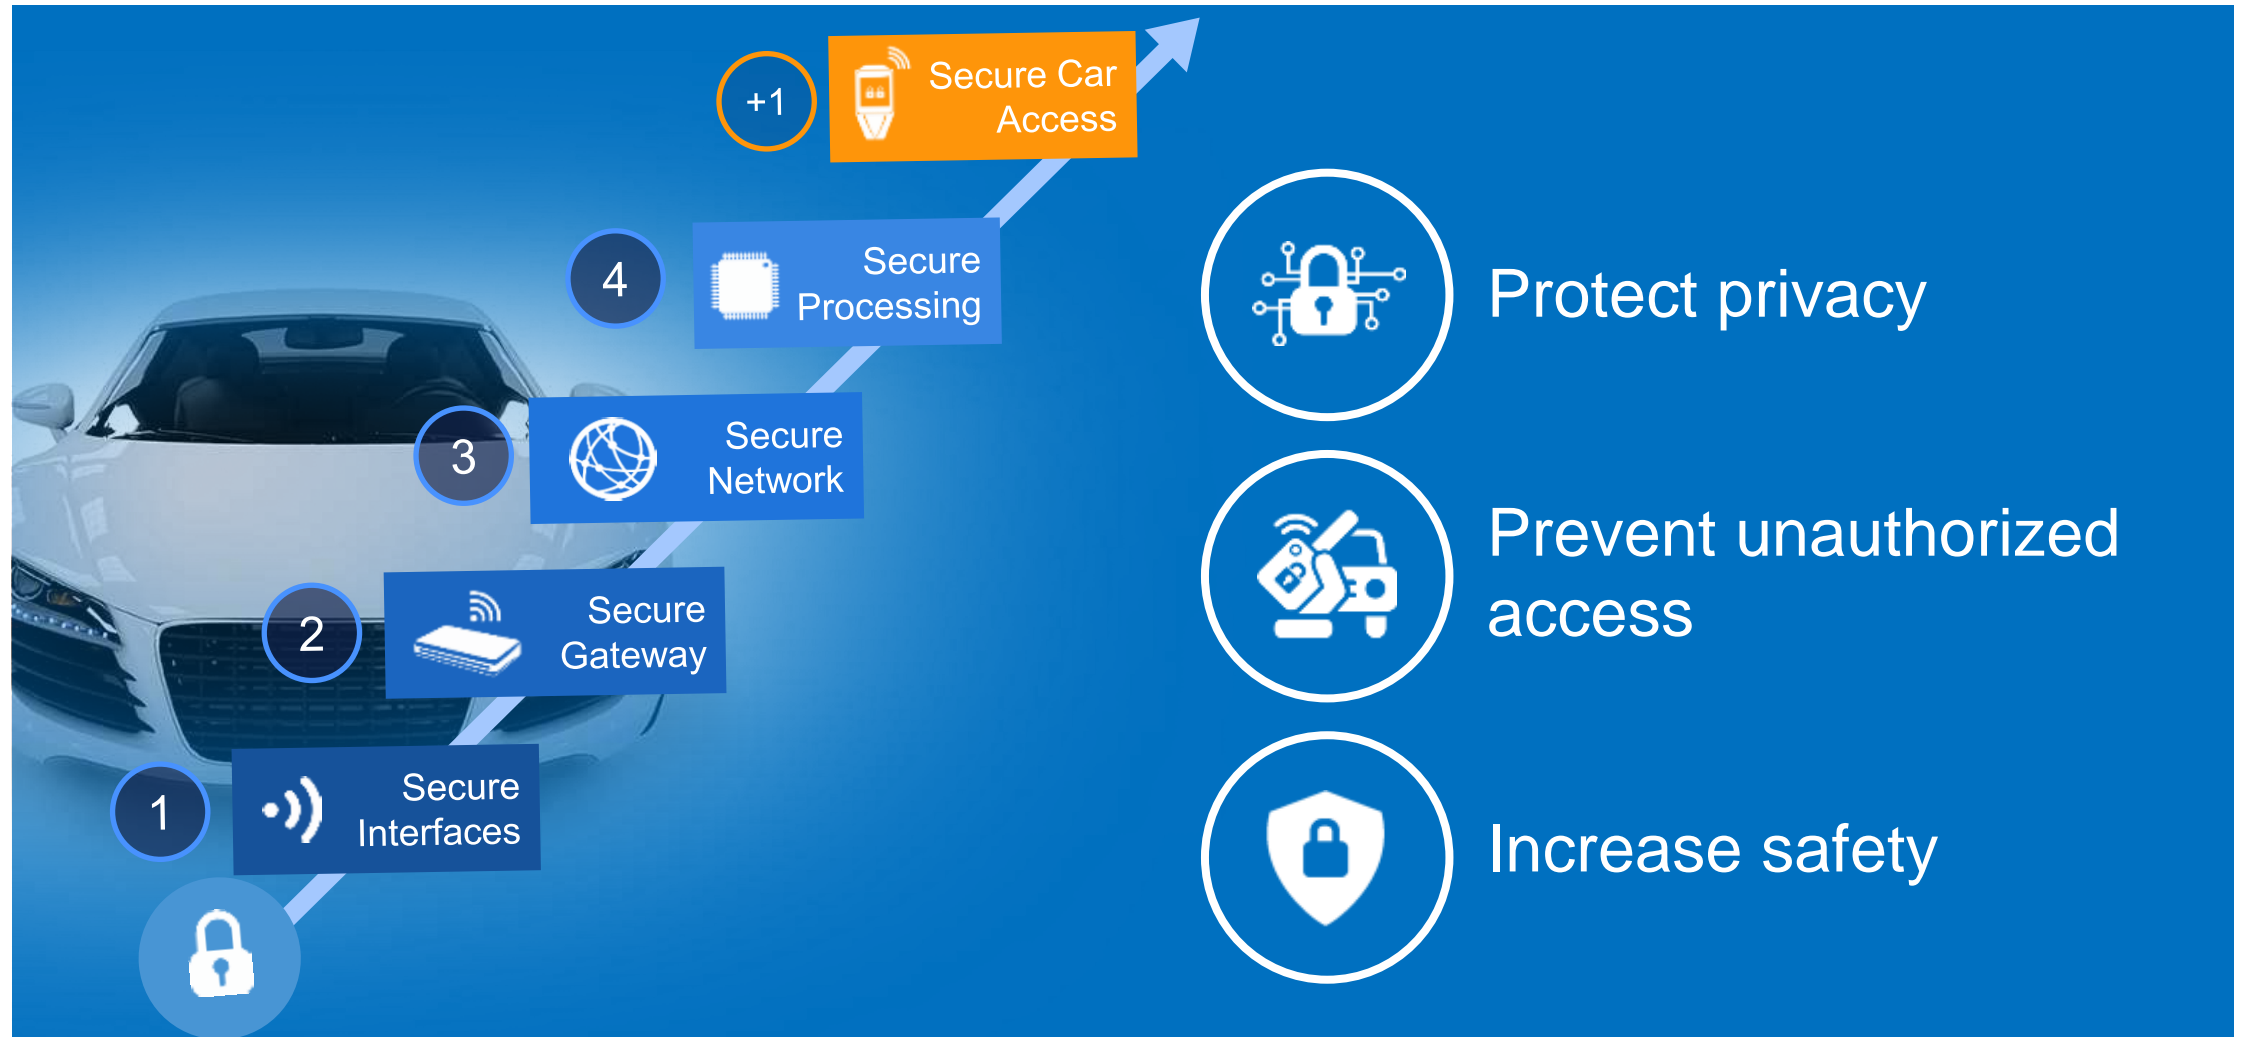 +1
Secure Car
Access
4
Secure
Processing
3
Secure
Network
2
Secure
Gateway
1
Secure
Interfaces
Protect privacy
Prevent unauthorized
access
Increase safety